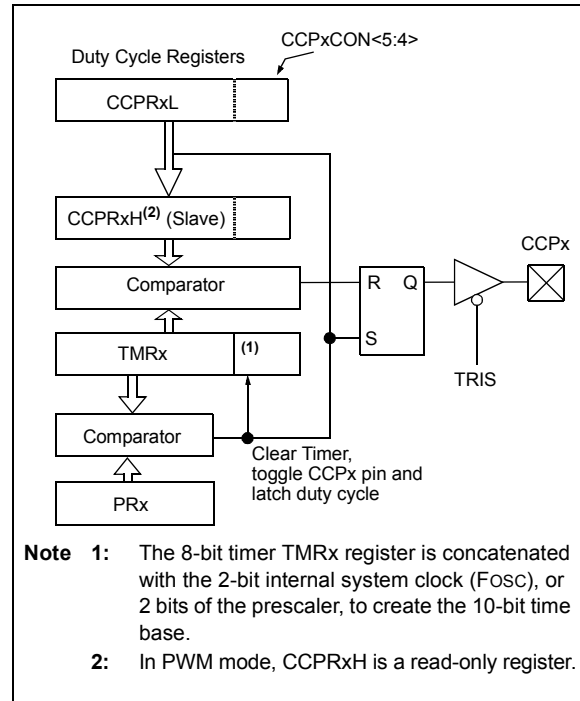 CCPxCON<5:4>
Duty Cycle Registers
CCPRxL
CCPRxH(2) (Slave)
CCPx
Comparator
R Q
TMRx (1)
S
TRIS
Comparator
Clear Timer,
toggle CCPx pin and
latch duty cycle
PRx
Note 1: The 8-bit timer TMRx register is concatenated
with the 2-bit internal system clock (FOSC), or
2 bits of the prescaler, to create the 10-bit time
base.
2: In PWM mode, CCPRxH is a read-only register.